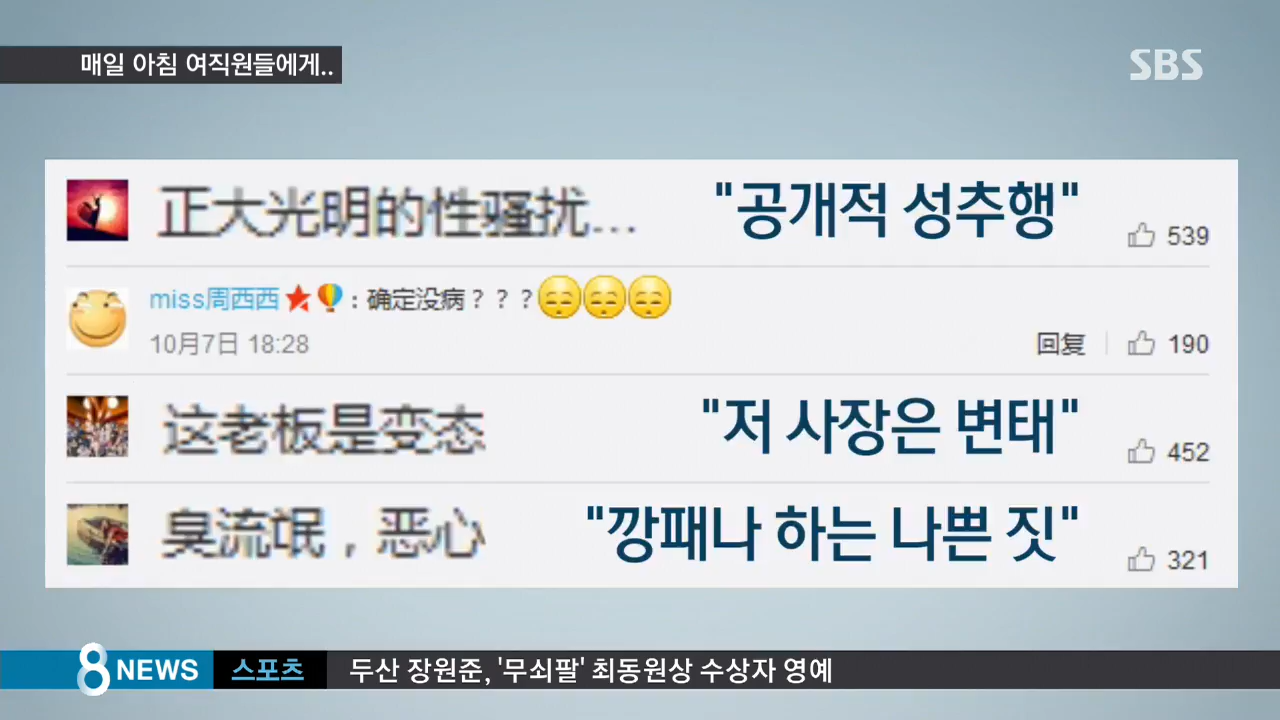 매일 아침 여직원들에게..
SBS
正大光明的性骚扰...
"공개적 성추행"
539
miss周西西 : 确定没病？？？
10月7日 18:28
回复
190
这老板是变态
"저 사장은 변태"
452
臭流氓，恶心
"깡패나 하는 나쁜 짓"
321
8 NEWS 스포츠 두산 장원준, '무쇠팔' 최동원상 수상자 영예